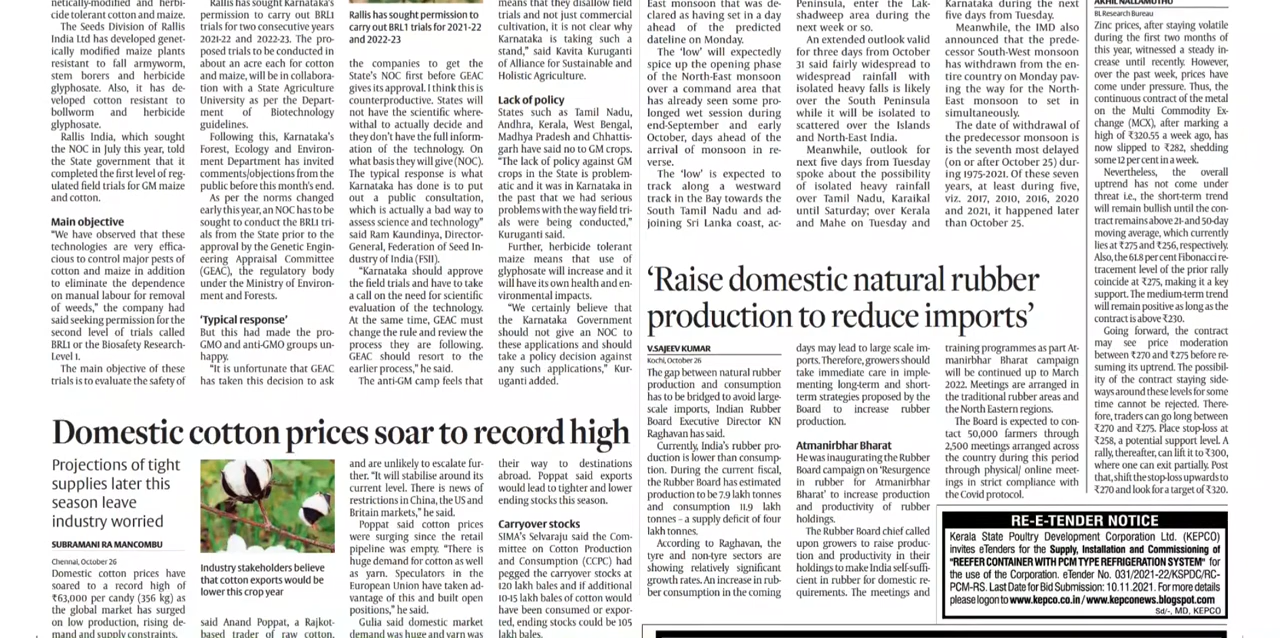 netically-modified and herbi-
cide tolerant cotton and maize.
The Seeds Division of Rallis
India Ltd has developed genet-
ically modified maize plants
resistant to fall armyworm,
stem borers and herbicide
glyphosate. Also, it has de-
veloped cotton resistant to
bollworm and herbicide
glyphosate.
Rallis India, which sought
the NOC in July this year, told
the State government that it
completed the first level of reg-
ulated field trials for GM maize
and cotton.
Main objective
"We have observed that these
technologies are very effica-
cious to control major pests of
cotton and maize in addition
to eliminate the dependence
on manual labour for removal
of weeds," the company had
said seeking permission for the
second level of trials called
BRL1 or the Biosafety Research-
Level 1.
The main objective of these
trials is to evaluate the safety of
Rallis has sought Karnataka's
permission to carry out BRL1
trials for two consecutive years
2021-22 and 2022-23. The pro-
posed trials to be conducted in
about an acre each for cotton
and maize, will be in collabora-
tion with a State Agriculture
University as per the Depart-
ment of Biotechnology
guidelines.
Following this, Karnataka's
Forest, Ecology and Environ-
ment Department has invited
comments/objections from the
public before this month's end.
As per the norms changed
early this year, an NOC has to be
sought to conduct the BRL1 tri-
als from the State prior to the
approval by the Genetic Engin-
eering Appraisal Committee
(GEAC), the regulatory body
under the Ministry of Environ-
ment and Forests.
'Typical response'
But this had made the pro-
GMO and anti-GMO groups un-
happy.
"It is unfortunate that GEAC
has taken this decision to ask
Rallis has sought permission to
carry out BRL1 trials for 2021-22
and 2022-23
the companies to get the
State's NOC first before GEAC
gives its approval. I think this is
counterproductive. States will
not have the scientific where-
withal to actually decide and
they don't have the full inform-
ation of the technology. On
what basis they will give (NOC).
The typical response is what
Karnataka has done is to put
out a public consultation,
which is actually a bad way to
assess science and technology"
said Ram Kaundinya, Director-
General, Federation of Seed In-
dustry of India (FSII).
"Karnataka should approve
the field trials and have to take
a call on the need for scientific
evaluation of the technology.
At the same time, GEAC must
change the rule and review the
process they are following.
GEAC should resort to the
earlier process," he said.
The anti-GM camp feels that
means that they disallow field
trials and not just commercial
cultivation, it is not clear why
Karnataka is taking such a
stand," said Kavita Kuruganti
of Alliance for Sustainable and
Holistic Agriculture.
Lack of policy
States such as Tamil Nadu,
Andhra, Kerala, West Bengal,
Madhya Pradesh and Chhattis-
garh have said no to GM crops.
"The lack of policy against GM
crops in the State is problem-
atic and it was in Karnataka in
the past that we had serious
problems with the way field tri-
als were being conducted,"
Kuruganti said.
Further, herbicide tolerant
maize means that use of
glyphosate will increase and it
will have its own health and en-
vironmental impacts.
"We certainly believe that
the Karnataka Government
should not give an NOC to
these applications and should
take a policy decision against
any such applications," Kur-
uganti added.
East monsoon that was de-
clared as having set in a day
ahead of the predicted
dateline on Monday.
The 'low' will expectedly
spice up the opening phase
of the North-East monsoon
over a command area that
has already seen some pro-
longed wet session during
end-September and early
October, days ahead of the
arrival of monsoon in re-
verse.
The 'low' is expected to
track along a westward
track in the Bay towards the
South Tamil Nadu and ad-
joining Sri Lanka coast, ac-
Peninsula, enter the Lak-
shadweep area during the
next week or so.
An extended outlook valid
for three days from October
31 said fairly widespread to
widespread rainfall with
isolated heavy falls is likely
over the South Peninsula
while it will be isolated to
scattered over the Islands
and North-East India.
Meanwhile, outlook for
next five days from Tuesday
spoke about the possibility
of isolated heavy rainfall
over Tamil Nadu, Karaikal
until Saturday; over Kerala
and Mahe on Tuesday and
Karnataka during the next
five days from Tuesday.
Meanwhile, the IMD also
announced that the prede-
cessor South-West monsoon
has withdrawn from the en-
tire country on Monday pav-
ing the way for the North-
East monsoon to set in
simultaneously.
The date of withdrawal of
the predecessor monsoon is
the seventh most delayed
(on or after October 25) dur-
ing 1975-2021. Of these seven
years, at least during five,
viz. 2017, 2010, 2016, 2020
and 2021, it happened later
than October 25.
AKHIL NALLAMUTHU
BL Research Bureau
Zinc prices, after staying volatile
during the first two months of
this year, witnessed a steady in-
crease until recently. However,
over the past week, prices have
come under pressure. Thus, the
continuous contract of the metal
on the Multi Commodity Ex-
change (MCX), after marking a
high of ₹320.55 a week ago, has
now slipped to ₹282, shedding
some 12 per cent in a week.
Nevertheless, the overall
uptrend has not come under
threat i.e., the short-term trend
will remain bullish until the con-
tract remains above 21- and 50-day
moving average, which currently
lies at ₹275 and ₹256, respectively.
Also, the 61.8 per cent Fibonacci re-
tracement level of the prior rally
coincide at ₹275, making it a key
support. The medium-term trend
will remain positive as long as the
contract is above ₹230.
Going forward, the contract
may see price moderation
between ₹270 and ₹275 before re-
suming its uptrend. The possibil-
ity of the contract staying side-
ways around these levels for some
time cannot be rejected. There-
fore, traders can go long between
₹270 and ₹275. Place stop-loss at
₹258, a potential support level. A
rally, thereafter, can lift it to ₹300,
where one can exit partially. Post
that, shift the stop-loss upwards to
₹270 and look for a target of ₹320.
'Raise domestic natural rubber
production to reduce imports'
V.SAJEEV KUMAR
Kochi, October 26
The gap between natural rubber
production and consumption
has to be bridged to avoid large-
scale imports, Indian Rubber
Board Executive Director KN
Raghavan has said.
Currently, India's rubber pro-
duction is lower than consump-
tion. During the current fiscal,
the Rubber Board has estimated
production to be 7.9 lakh tonnes
and consumption 11.9 lakh
tonnes – a supply deficit of four
lakh tonnes.
According to Raghavan, the
tyre and non-tyre sectors are
showing relatively significant
growth rates. An increase in rub-
ber consumption in the coming
days may lead to large scale im-
ports. Therefore, growers should
take immediate care in imple-
menting long-term and short-
term strategies proposed by the
Board to increase rubber
production.
Atmanirbhar Bharat
He was inaugurating the Rubber
Board campaign on 'Resurgence
in rubber for Atmanirbhar
Bharat' to increase production
and productivity of rubber
holdings.
The Rubber Board chief called
upon growers to raise produc-
tion and productivity in their
holdings to make India self-suffi-
cient in rubber for domestic re-
quirements. The meetings and
training programmes as part At-
manirbhar Bharat campaign
will be continued up to March
2022. Meetings are arranged in
the traditional rubber areas and
the North Eastern regions.
The Board is expected to con-
tact 50,000 farmers through
2,500 meetings arranged across
the country during this period
through physical/ online meet-
ings in strict compliance with
the Covid protocol.
Domestic cotton prices soar to record high
Projections of tight
supplies later this
season leave
industry worried
SUBRAMANI RA MANCOMBU
Chennai, October 26
Domestic cotton prices have
soared to a record high of
₹63,000 per candy (356 kg) as
the global market has surged
on low production, rising de-
mand and supply constraints.
Industry stakeholders believe
that cotton exports would be
lower this crop year
said Anand Poppat, a Rajkot-
based trader of raw cotton,
and are unlikely to escalate fur-
ther. "It will stabilise around its
current level. There is news of
restrictions in China, the US and
Britain markets," he said.
Poppat said cotton prices
were surging since the retail
pipeline was empty. "There is
huge demand for cotton as well
as yarn. Speculators in the
European Union have taken ad-
vantage of this and built open
positions," he said.
Gulia said domestic market
demand was huge and yarn was
their way to destinations
abroad. Poppat said exports
would lead to tighter and lower
ending stocks this season.
Carryover stocks
SIMA's Selvaraju said the Com-
mittee on Cotton Production
and Consumption (CCPC) had
pegged the carryover stocks at
120 lakh bales and if additional
10-15 lakh bales of cotton would
have been consumed or expor-
ted, ending stocks could be 105
lakh bales.
RE-E-TENDER NOTICE
Kerala State Poultry Development Corporation Ltd. (KEPCO)
invites eTenders for the Supply, Installation and Commissioning of
"REEFER CONTAINER WITH PCM TYPE REFRIGERATION SYSTEM" for
the use of the Corporation. eTender No. 031/2021-22/KSPDC/RC-
PCM-RS. Last Date for Bid Submission: 10.11.2021. For more details
please logon to www.kepco.co.in / www.kepconews.blogspot.com
Sd/-, MD, KEPCO